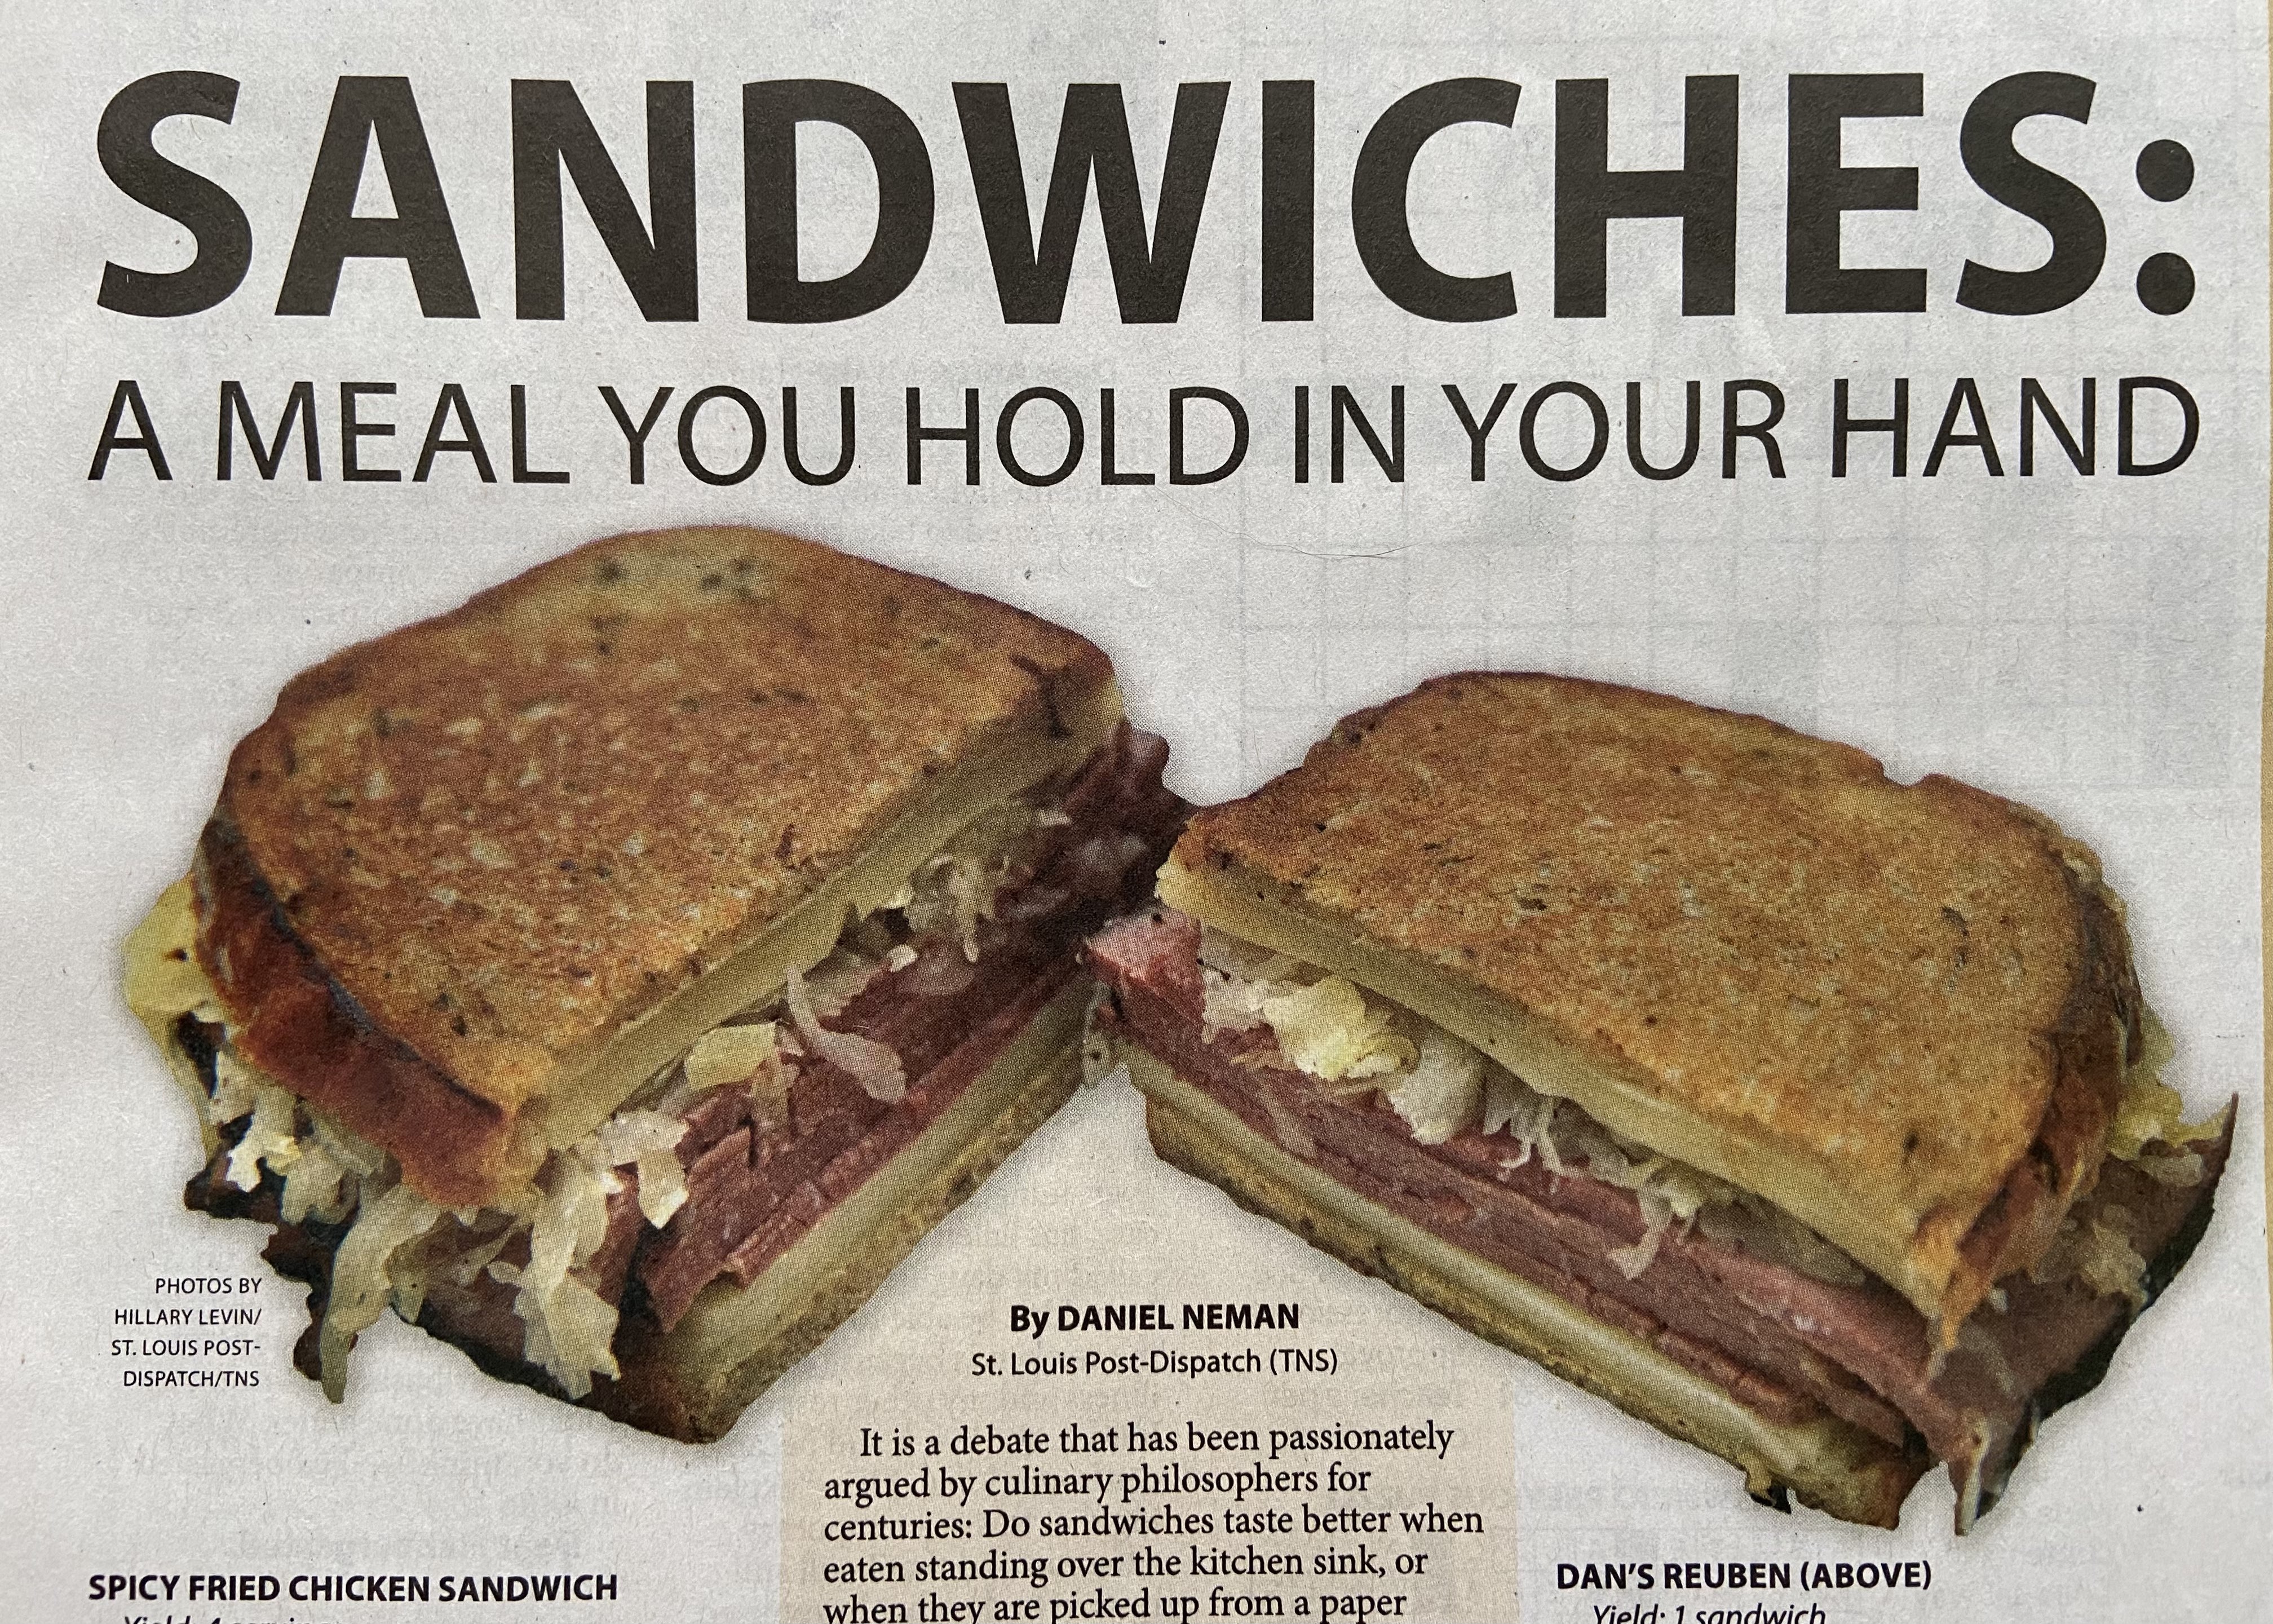 SANDWICHES:
A MEAL YOU HOLD IN YOUR HAND
PHOTOS BY
HILLARY LEVIN/
ST. LOUIS POST-
DISPATCH/TNS
By DANIEL NEMAN
St. Louis Post-Dispatch (TNS)
It is a debate that has been passionately
argued by culinary philosophers for
centuries: Do sandwiches taste better when
eaten standing over the kitchen sink, or
when they are picked up from a paper
SPICY FRIED CHICKEN SANDWICH
DAN'S REUBEN (ABOVE)
Yield: 1 sandwich